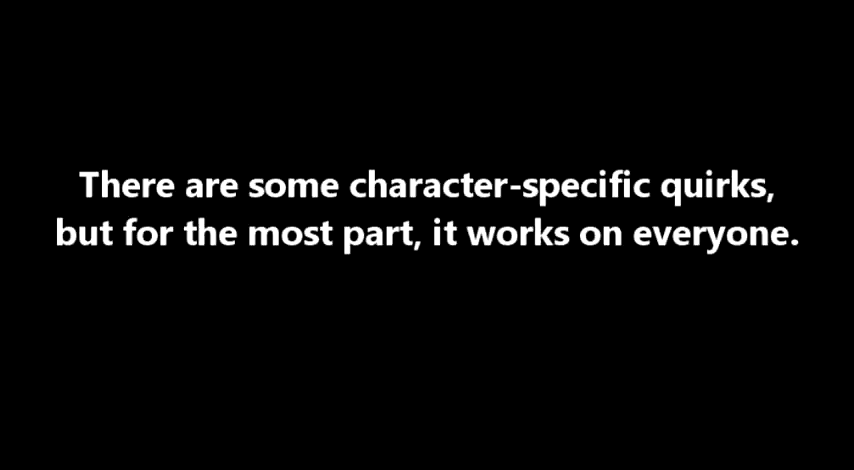 There are some character-specific quirks,
but for the most part, it works on everyone.